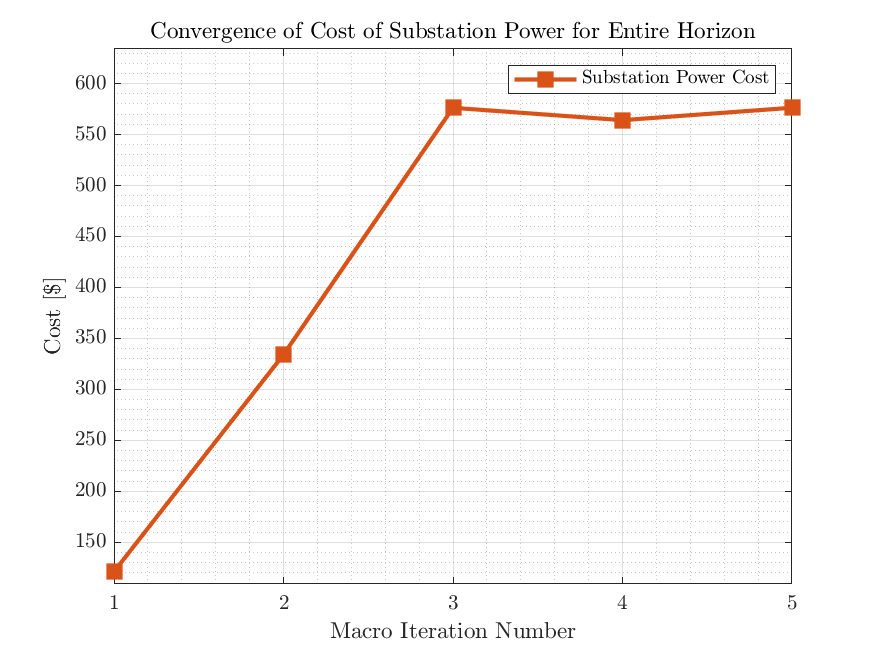 Convergence of Cost of Substation Power for Entire Horizon
Substation Power Cost
600
550
500
450
400
350
300
250
200
150
Cost [$]
1 2 3 4 5
Macro Iteration Number